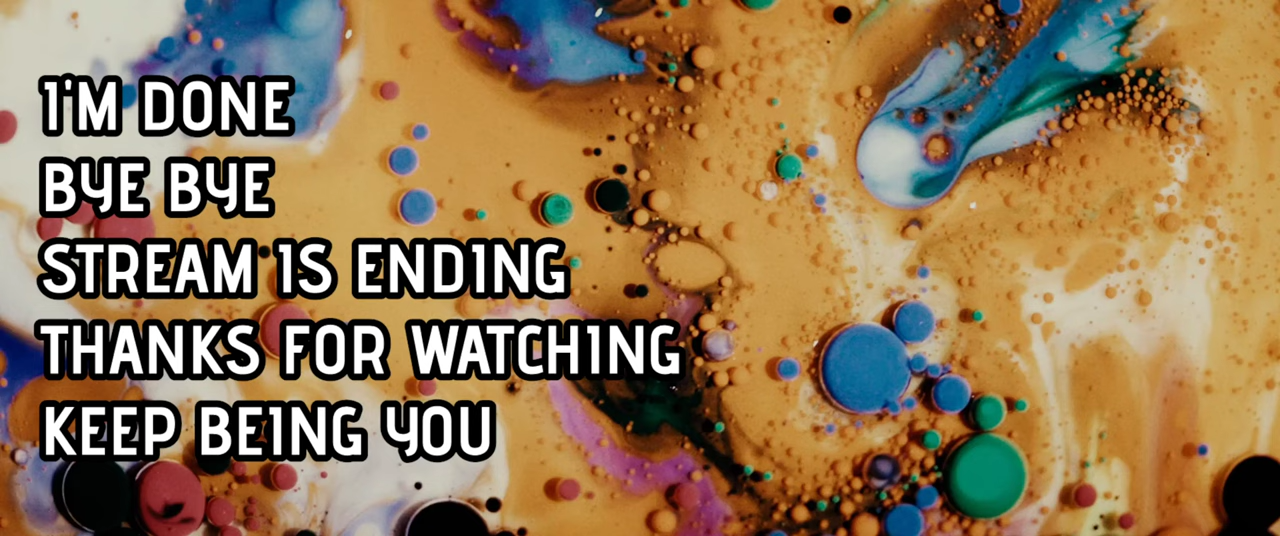 I'M DONE
BYE BYE
STREAM IS ENDING
THANKS FOR WATCHING
KEEP BEING YOU